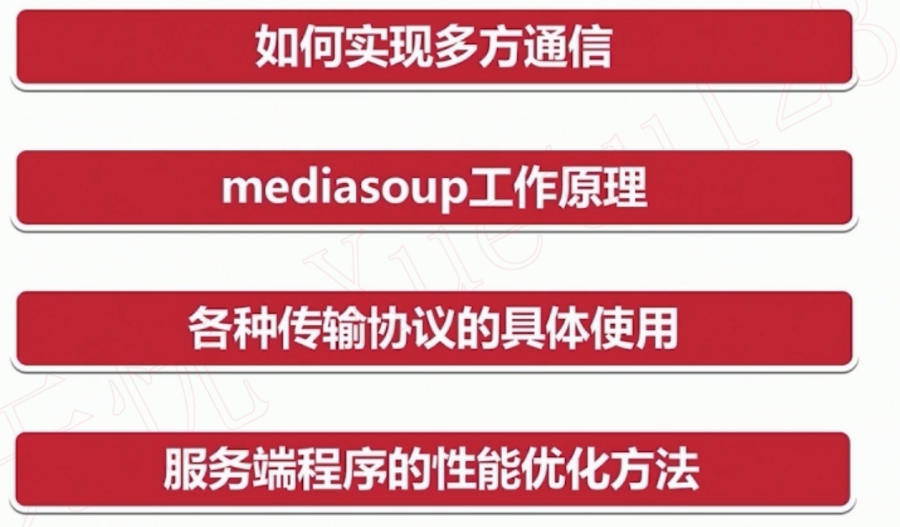 如何实现多方通信
mediasoup工作原理
各种传输协议的具体使用
服务端程序的性能优化方法